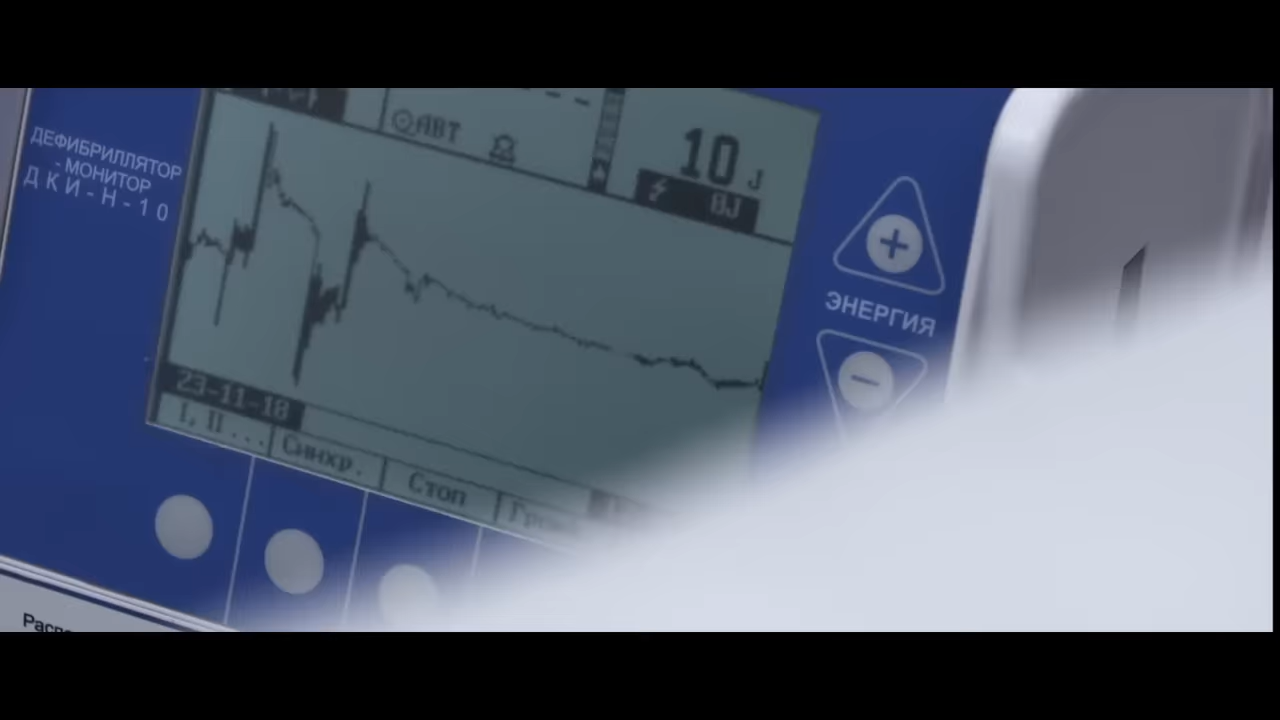 ДЕФИБРИЛЛЯТОР
- МОНИТОР
ДКИ-Н-10
АВТ
10 J
0J
ЭНЕРГИЯ
23-11-18
I, II ...
Синхр.
Стоп